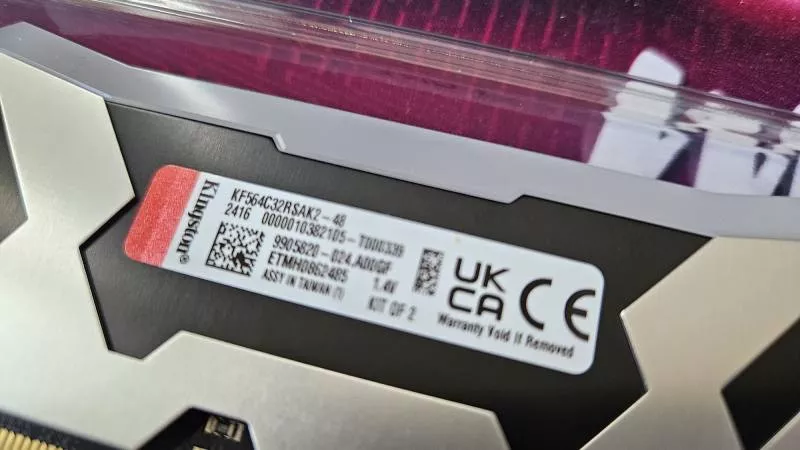 Kingston®
KF564C32RSAK2-48
2416 0000010382105-T000339
9905820-024.A00GF
ETMH0862485 1.4V
ASSY IN TAIWAN (1) KIT OF 2
UK
CA
CE
Warranty Void If Removed